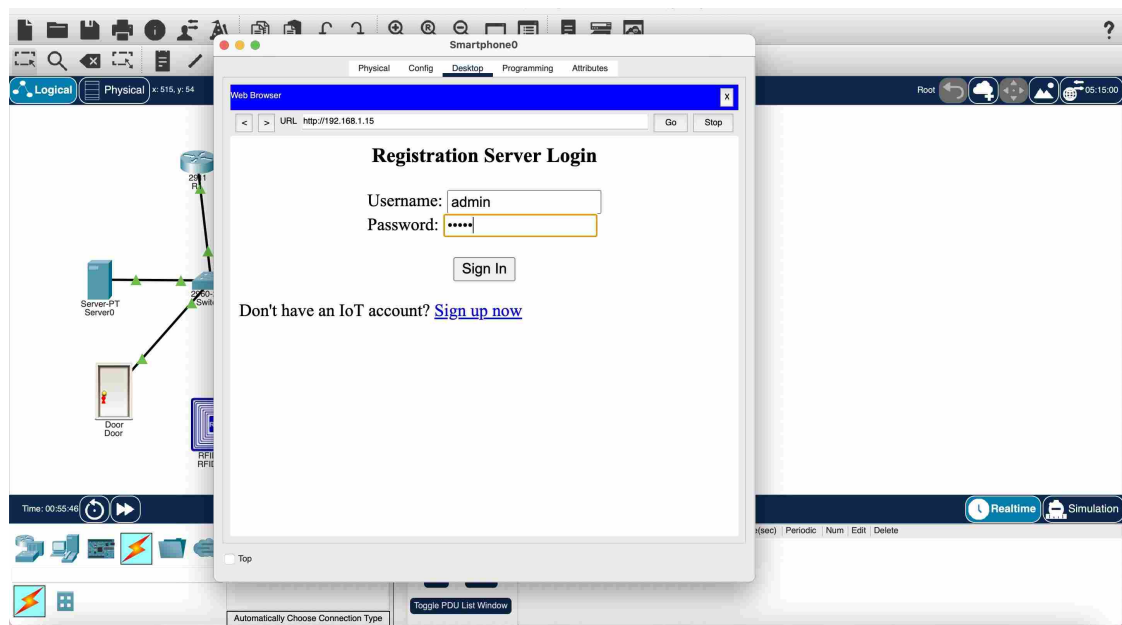 ?
Smartphone0
Physical Config Desktop Programming Attributes
Logical Physical x: 515, y: 54
Root 05:15:00
Web Browser X
< > URL http://192.168.1.15 Go Stop
Registration Server Login
Username: admin
Password: •••••
Sign In
Don't have an IoT account? Sign up now
Server-PT
Server0
Door
Door
Time: 00:55:46
Realtime Simulation
Periodic Num Edit Delete
Top
Toggle PDU List Window
Automatically Choose Connection Type